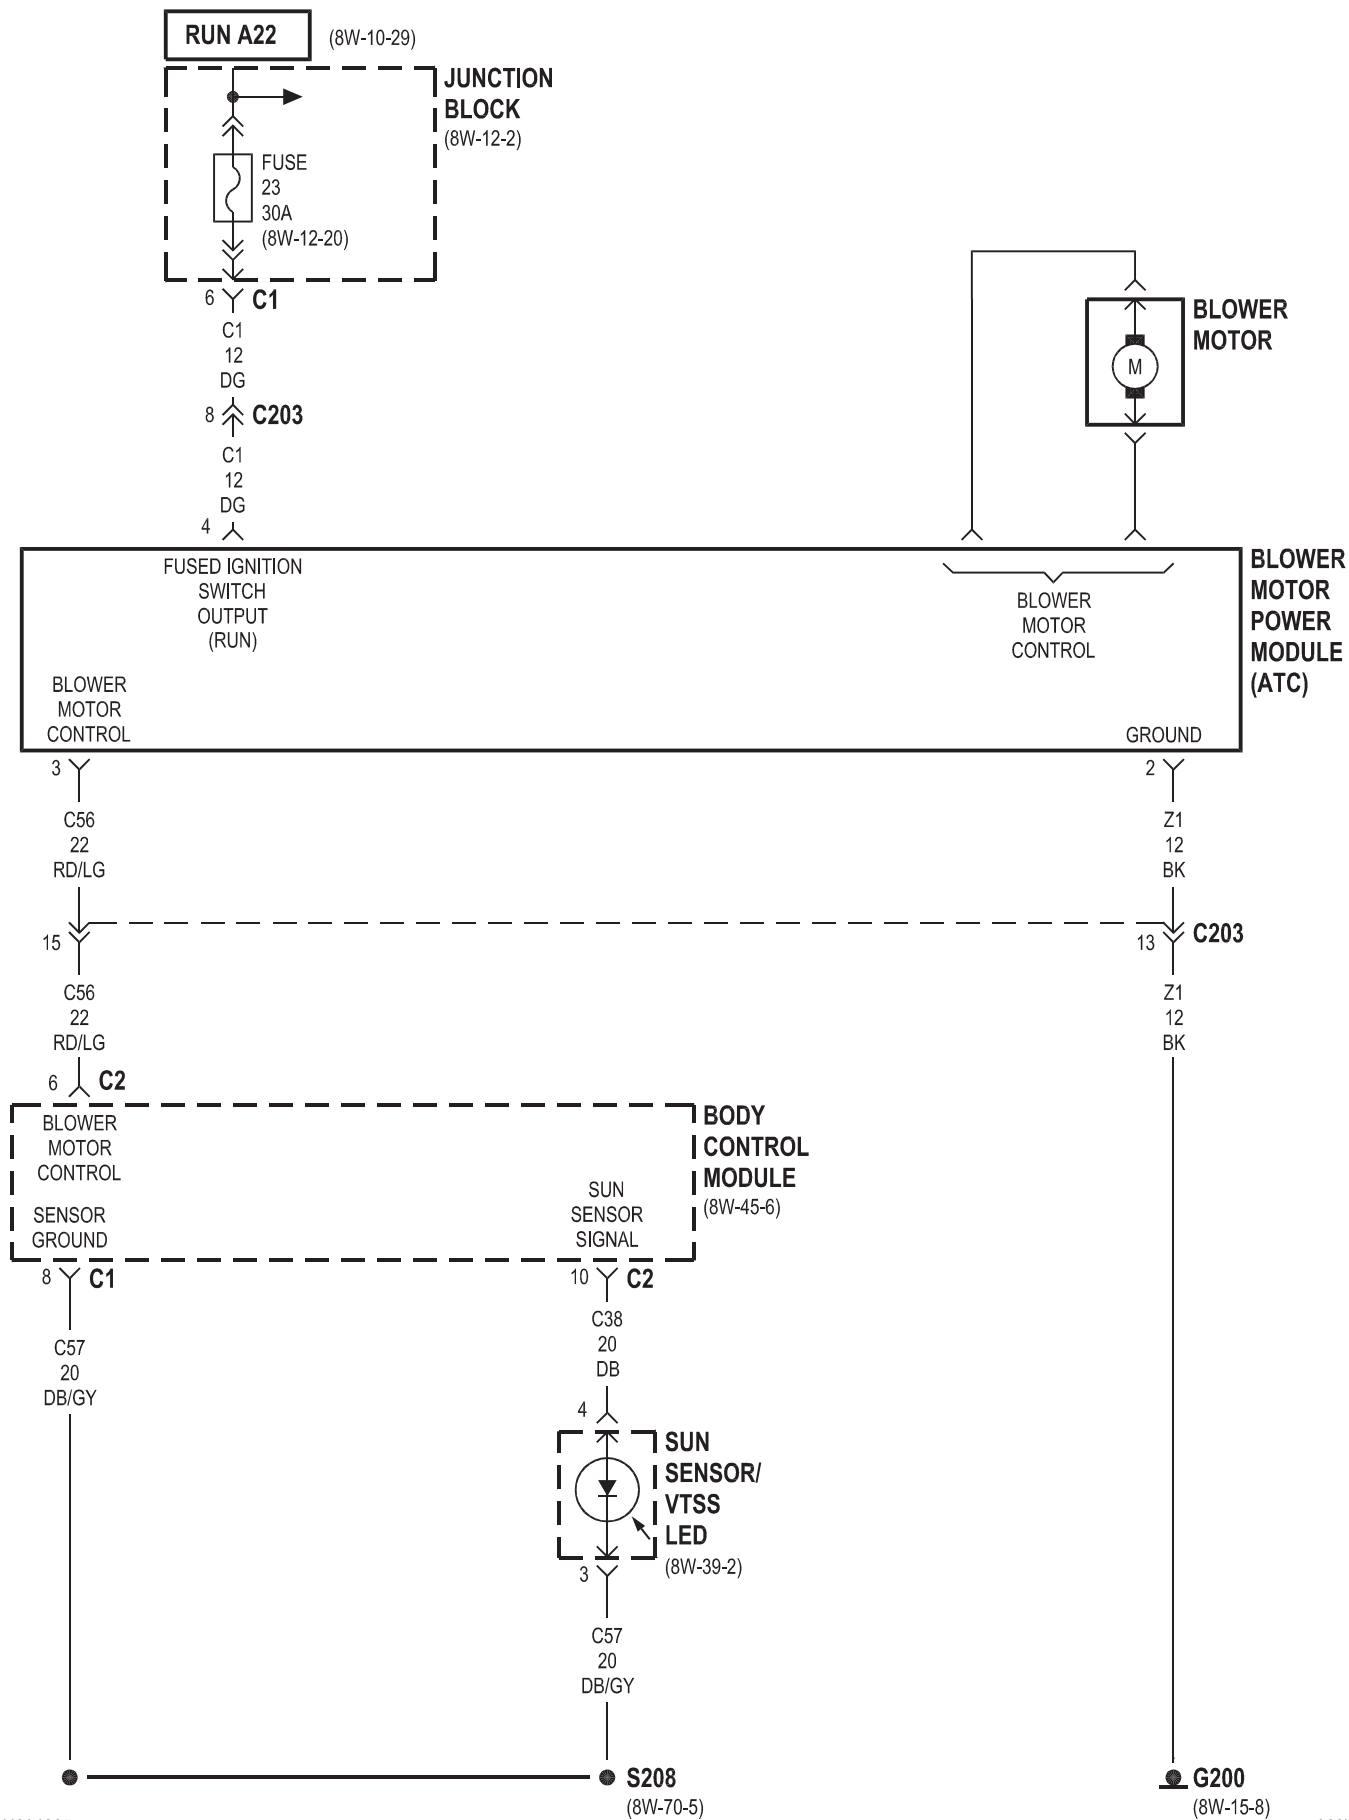 RUN A22
(8W-10-29)
JUNCTION
BLOCK
(8W-12-2)
FUSE
23
30A
(8W-12-20)
6
C1
C1
12
DG
8
C203
C1
12
DG
4
BLOWER
MOTOR
M
FUSED IGNITION
SWITCH
OUTPUT
(RUN)
BLOWER
MOTOR
CONTROL
BLOWER
MOTOR
POWER
MODULE
(ATC)
BLOWER
MOTOR
CONTROL
GROUND
3
2
C56
22
RD/LG
Z1
12
BK
15
13
C203
C56
22
RD/LG
Z1
12
BK
6
C2
BLOWER
MOTOR
CONTROL
BODY
CONTROL
MODULE
(8W-45-6)
SENSOR
GROUND
SUN
SENSOR
SIGNAL
8
C1
10
C2
C57
20
DB/GY
C38
20
DB
4
SUN
SENSOR/
VTSS
LED
(8W-39-2)
3
C57
20
DB/GY
S208
(8W-70-5)
G200
(8W-15-8)